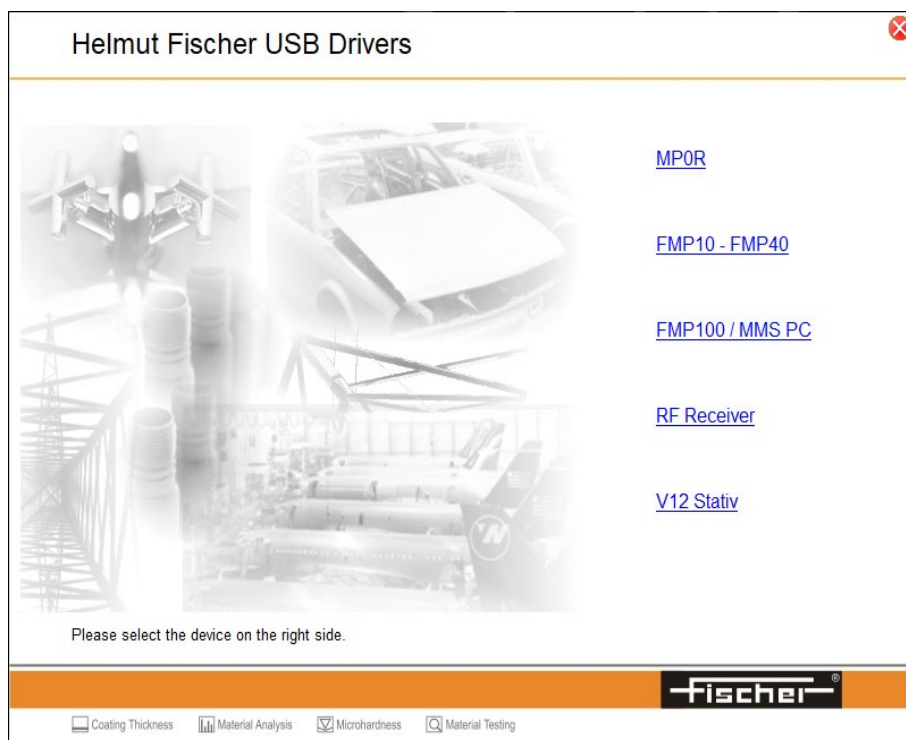 Helmut Fischer USB Drivers
MP0R
FMP10 - FMP40
FMP100 / MMS PC
RF Receiver
V12 Stativ
Please select the device on the right side.
fischer®
Coating Thickness Material Analysis Microhardness Material Testing